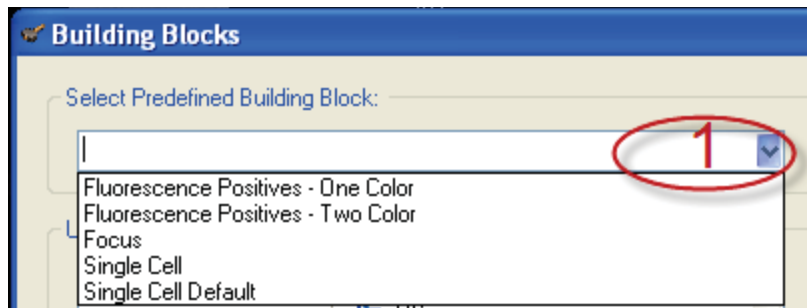 Building Blocks
Select Predefined Building Block:
1
Fluorescence Positives - One Color
Fluorescence Positives - Two Color
Focus
Single Cell
Single Cell Default